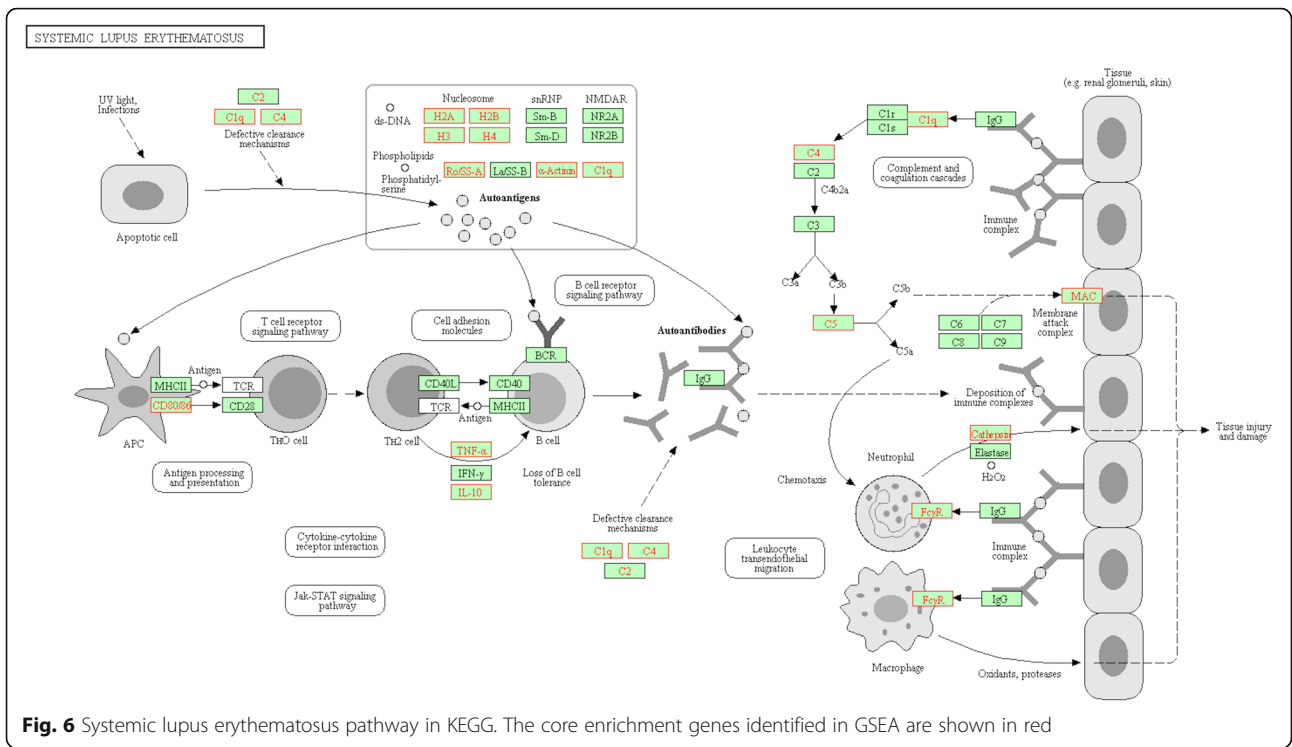 SYSTEMIC LUPUS ERYTHEMATOSUS
UV light,
Infections
C2
C1q
C4
Defective clearance
mechanisms
Apoptotic cell
ds-DNA
Nucleosome
H2A
H2B
H3
H4
snRNP
Sm-B
Sm-D
NMDAR
NR2A
NR2B
Phospholipids
Phosphatidyl-
serine
Ro/SS-A
La/SS-B
α-Actinin
C1q
Autoantigens
Tissue
(e.g. renal glomeruli, skin)
C1r
C1s
C1q
IgG
C4
C2
C4b2a
Complement and
coagulation cascades
Immune
complex
C3
C3a
C3b
C5
C5b
C5a
MAC
Membrane
attack
complex
C6
C7
C8
C9
B cell receptor
signaling pathway
T cell receptor
signaling pathway
Cell adhesion
molecules
Autoantibodies
Antigen
MHCII
TCR
CD80/86
CD28
APC
TH0 cell
CD40L
CD40
TCR
MHCII
Antigen
BCR
TH2 cell
B cell
IgG
TNF-α
IFN-γ
IL-10
Loss of B cell
tolerance
Antigen processing
and presentation
Cytokine-cytokine
receptor interaction
Jak-STAT signaling
pathway
Defective clearance
mechanisms
C1q
C4
C2
Deposition of
immune complexes
Tissue injury
and damage
Chemotaxis
Neutrophil
Cathepsin
Elastase
H2O2
FcγR
IgG
Immune
complex
Leukocyte
transendothelial
migration
FcγR
IgG
Macrophage
Oxidants, proteases
Fig. 6 Systemic lupus erythematosus pathway in KEGG. The core enrichment genes identified in GSEA are shown in red